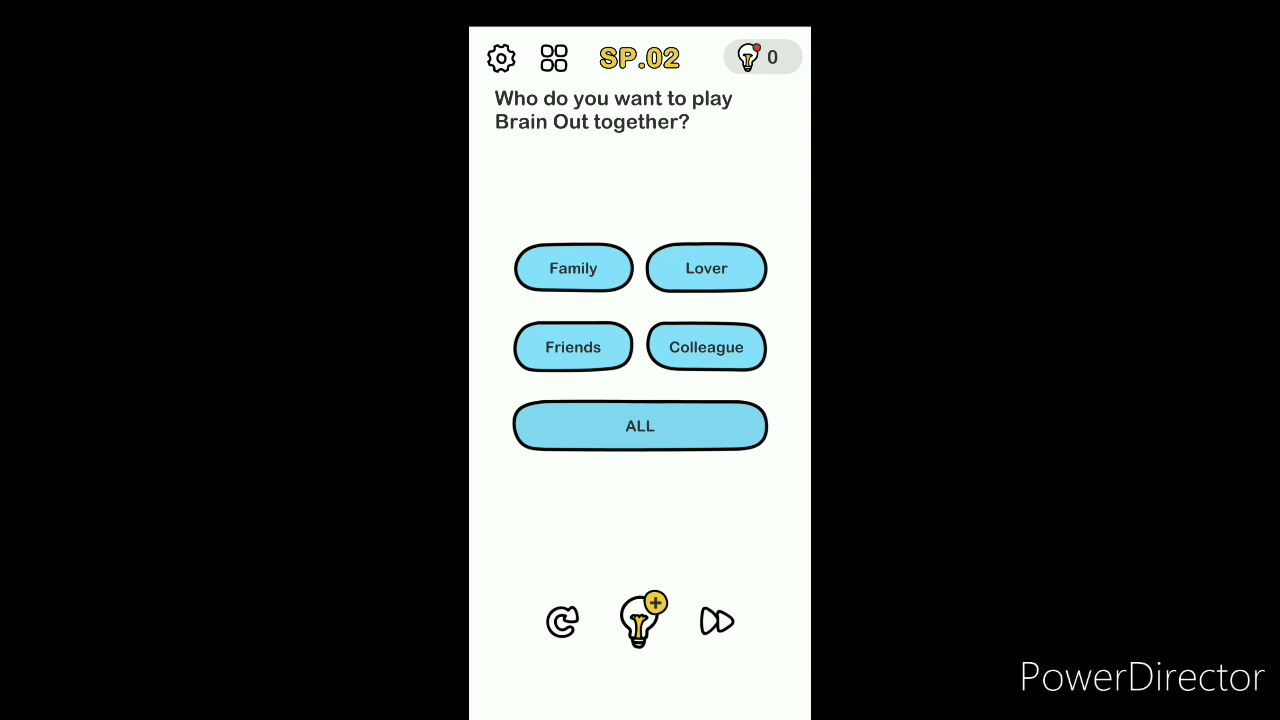 SP.02
0
Who do you want to play
Brain Out together?
Family
Lover
Friends
Colleague
ALL
PowerDirector